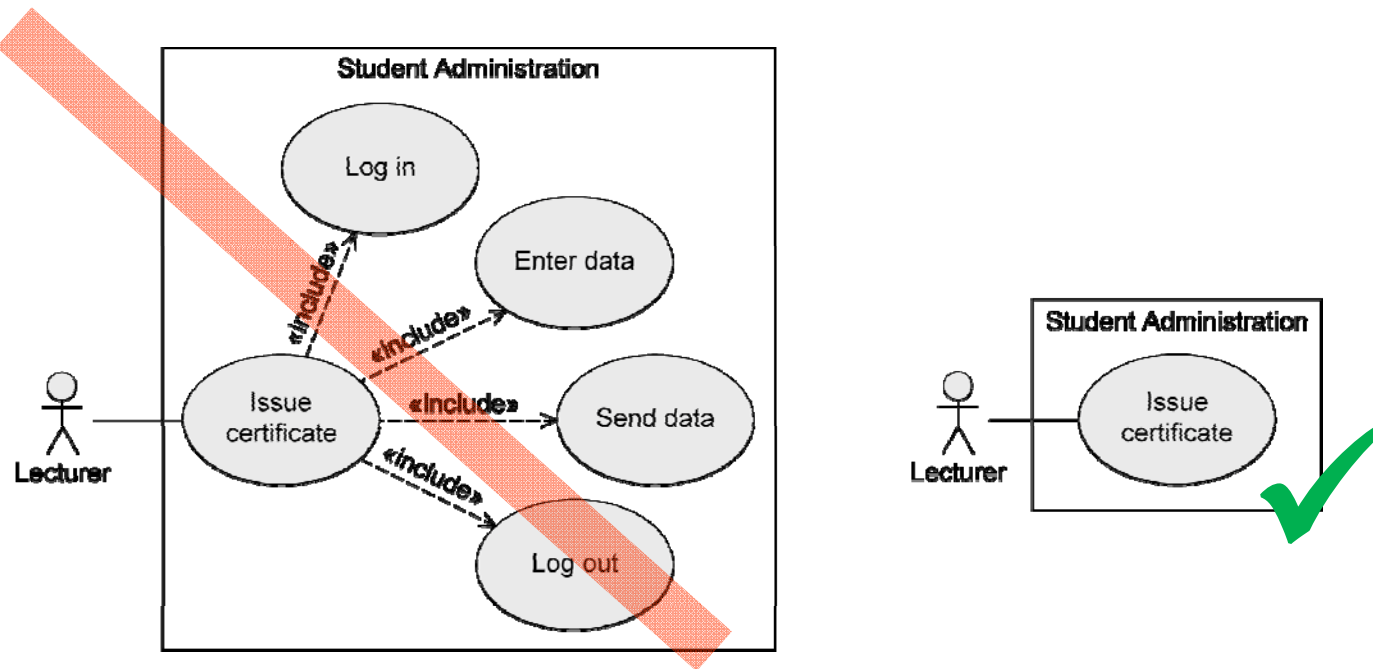 Student Administration
Log in
«include»
Enter data
«include»
Issue
certificate
«include»
Send data
Lecturer
«include»
Log out
Student Administration
Issue
certificate
Lecturer